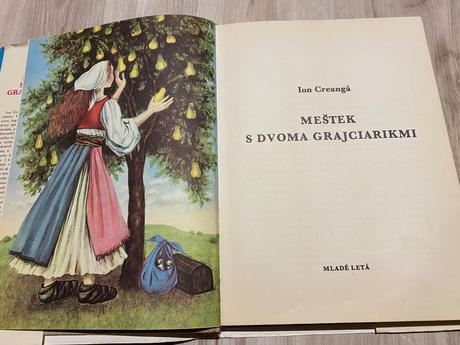 Ion Creangă
MEŠTEK
S DVOMA GRAJCIARIKMI
MLADÉ LETÁ